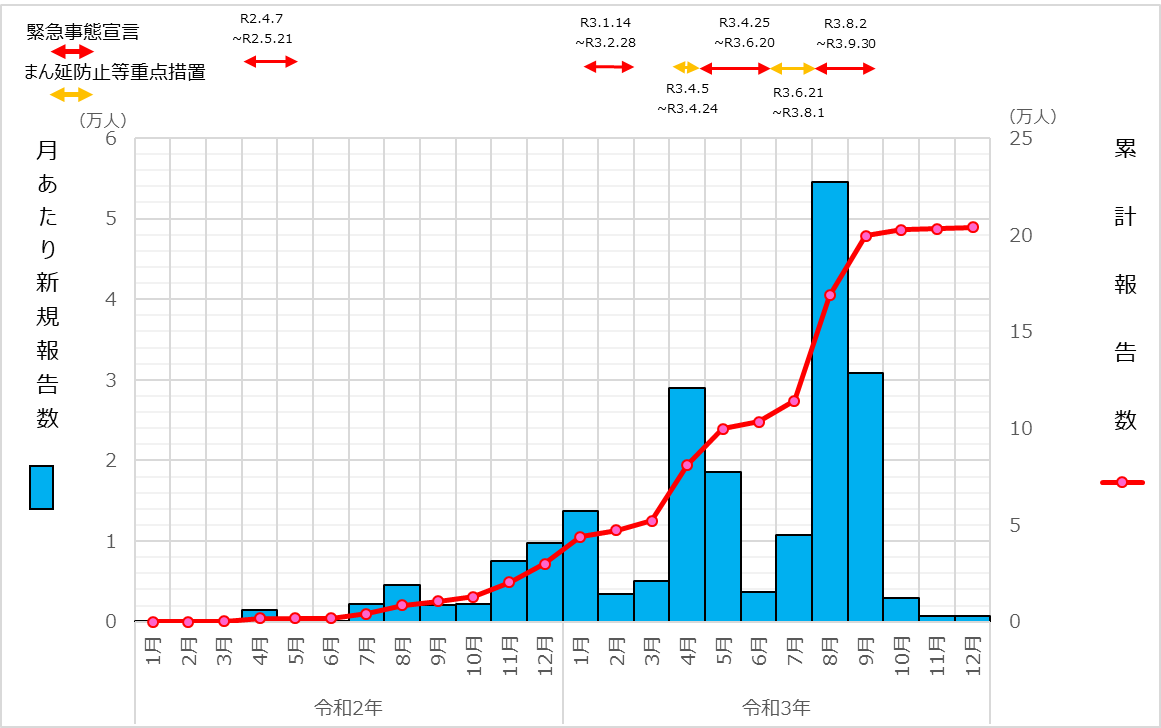 緊急事態宣言
まん延防止等重点措置
R2.4.7
~R2.5.21
R3.1.14
~R3.2.28
R3.4.25
~R3.6.20
R3.8.2
~R3.9.30
R3.4.5
~R3.4.24
R3.6.21
~R3.8.1
(万人)
(万人)
月あたり新規報告数
累計報告数
6
5
4
3
2
1
0
25
20
15
10
5
0
1月
2月
3月
4月
5月
6月
7月
8月
9月
10月
11月
12月
1月
2月
3月
4月
5月
6月
7月
8月
9月
10月
11月
12月
令和2年
令和3年